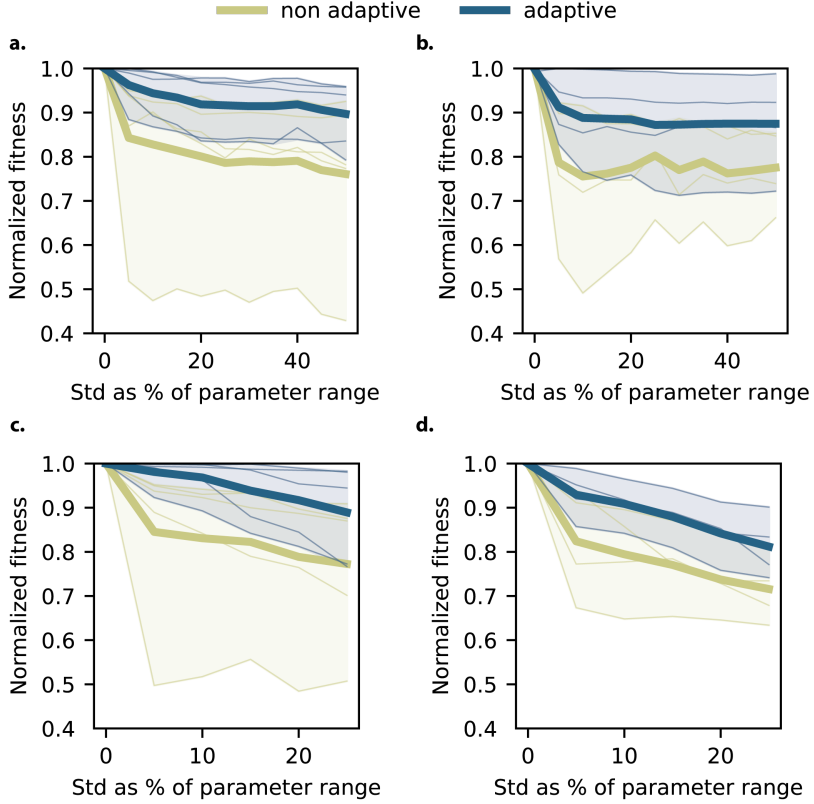 non adaptive adaptive
a. b.
1.0 1.0
0.9 0.9
0.8 0.8
0.7 0.7
0.6 0.6
0.5 0.5
0.4 0.4
Normalized fitness Normalized fitness
0 20 40 0 20 40
Std as % of parameter range Std as % of parameter range
c. d.
1.0 1.0
0.9 0.9
0.8 0.8
0.7 0.7
0.6 0.6
0.5 0.5
0.4 0.4
Normalized fitness Normalized fitness
0 10 20 0 10 20
Std as % of parameter range Std as % of parameter range